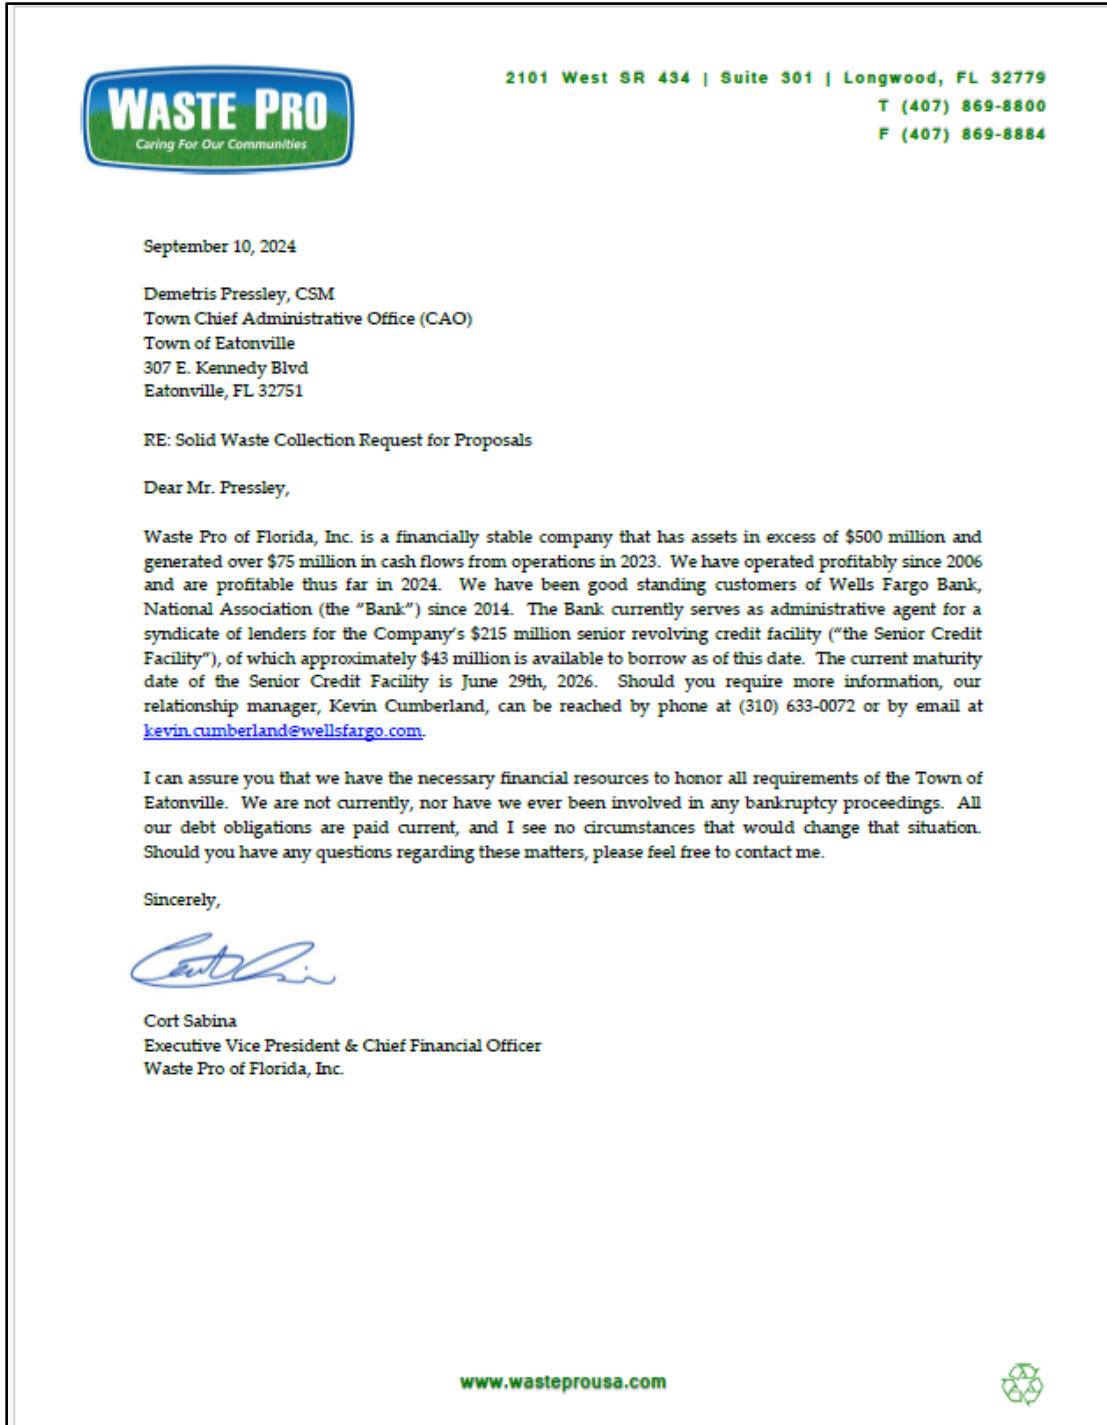 WASTE PRO
Caring For Our Communities
2101 West SR 434 | Suite 301 | Longwood, FL 32779
T (407) 869-8800
F (407) 869-8884
September 10, 2024
Demetris Pressley, CSM
Town Chief Administrative Office (CAO)
Town of Eatonville
307 E. Kennedy Blvd
Eatonville, FL 32751
RE: Solid Waste Collection Request for Proposals
Dear Mr. Pressley,
Waste Pro of Florida, Inc. is a financially stable company that has assets in excess of $500 million and
generated over $75 million in cash flows from operations in 2023. We have operated profitably since 2006
and are profitable thus far in 2024. We have been good standing customers of Wells Fargo Bank,
National Association (the “Bank”) since 2014. The Bank currently serves as administrative agent for a
syndicate of lenders for the Company’s $215 million senior revolving credit facility (“the Senior Credit
Facility”), of which approximately $43 million is available to borrow as of this date. The current maturity
date of the Senior Credit Facility is June 29th, 2026. Should you require more information, our
relationship manager, Kevin Cumberland, can be reached by phone at (310) 633-0072 or by email at
kevin.cumberland@wellsfargo.com.
I can assure you that we have the necessary financial resources to honor all requirements of the Town of
Eatonville. We are not currently, nor have we ever been involved in any bankruptcy proceedings. All
our debt obligations are paid current, and I see no circumstances that would change that situation.
Should you have any questions regarding these matters, please feel free to contact me.
Sincerely,
Cort Sabina
Executive Vice President & Chief Financial Officer
Waste Pro of Florida, Inc.
www.wasteprousa.com